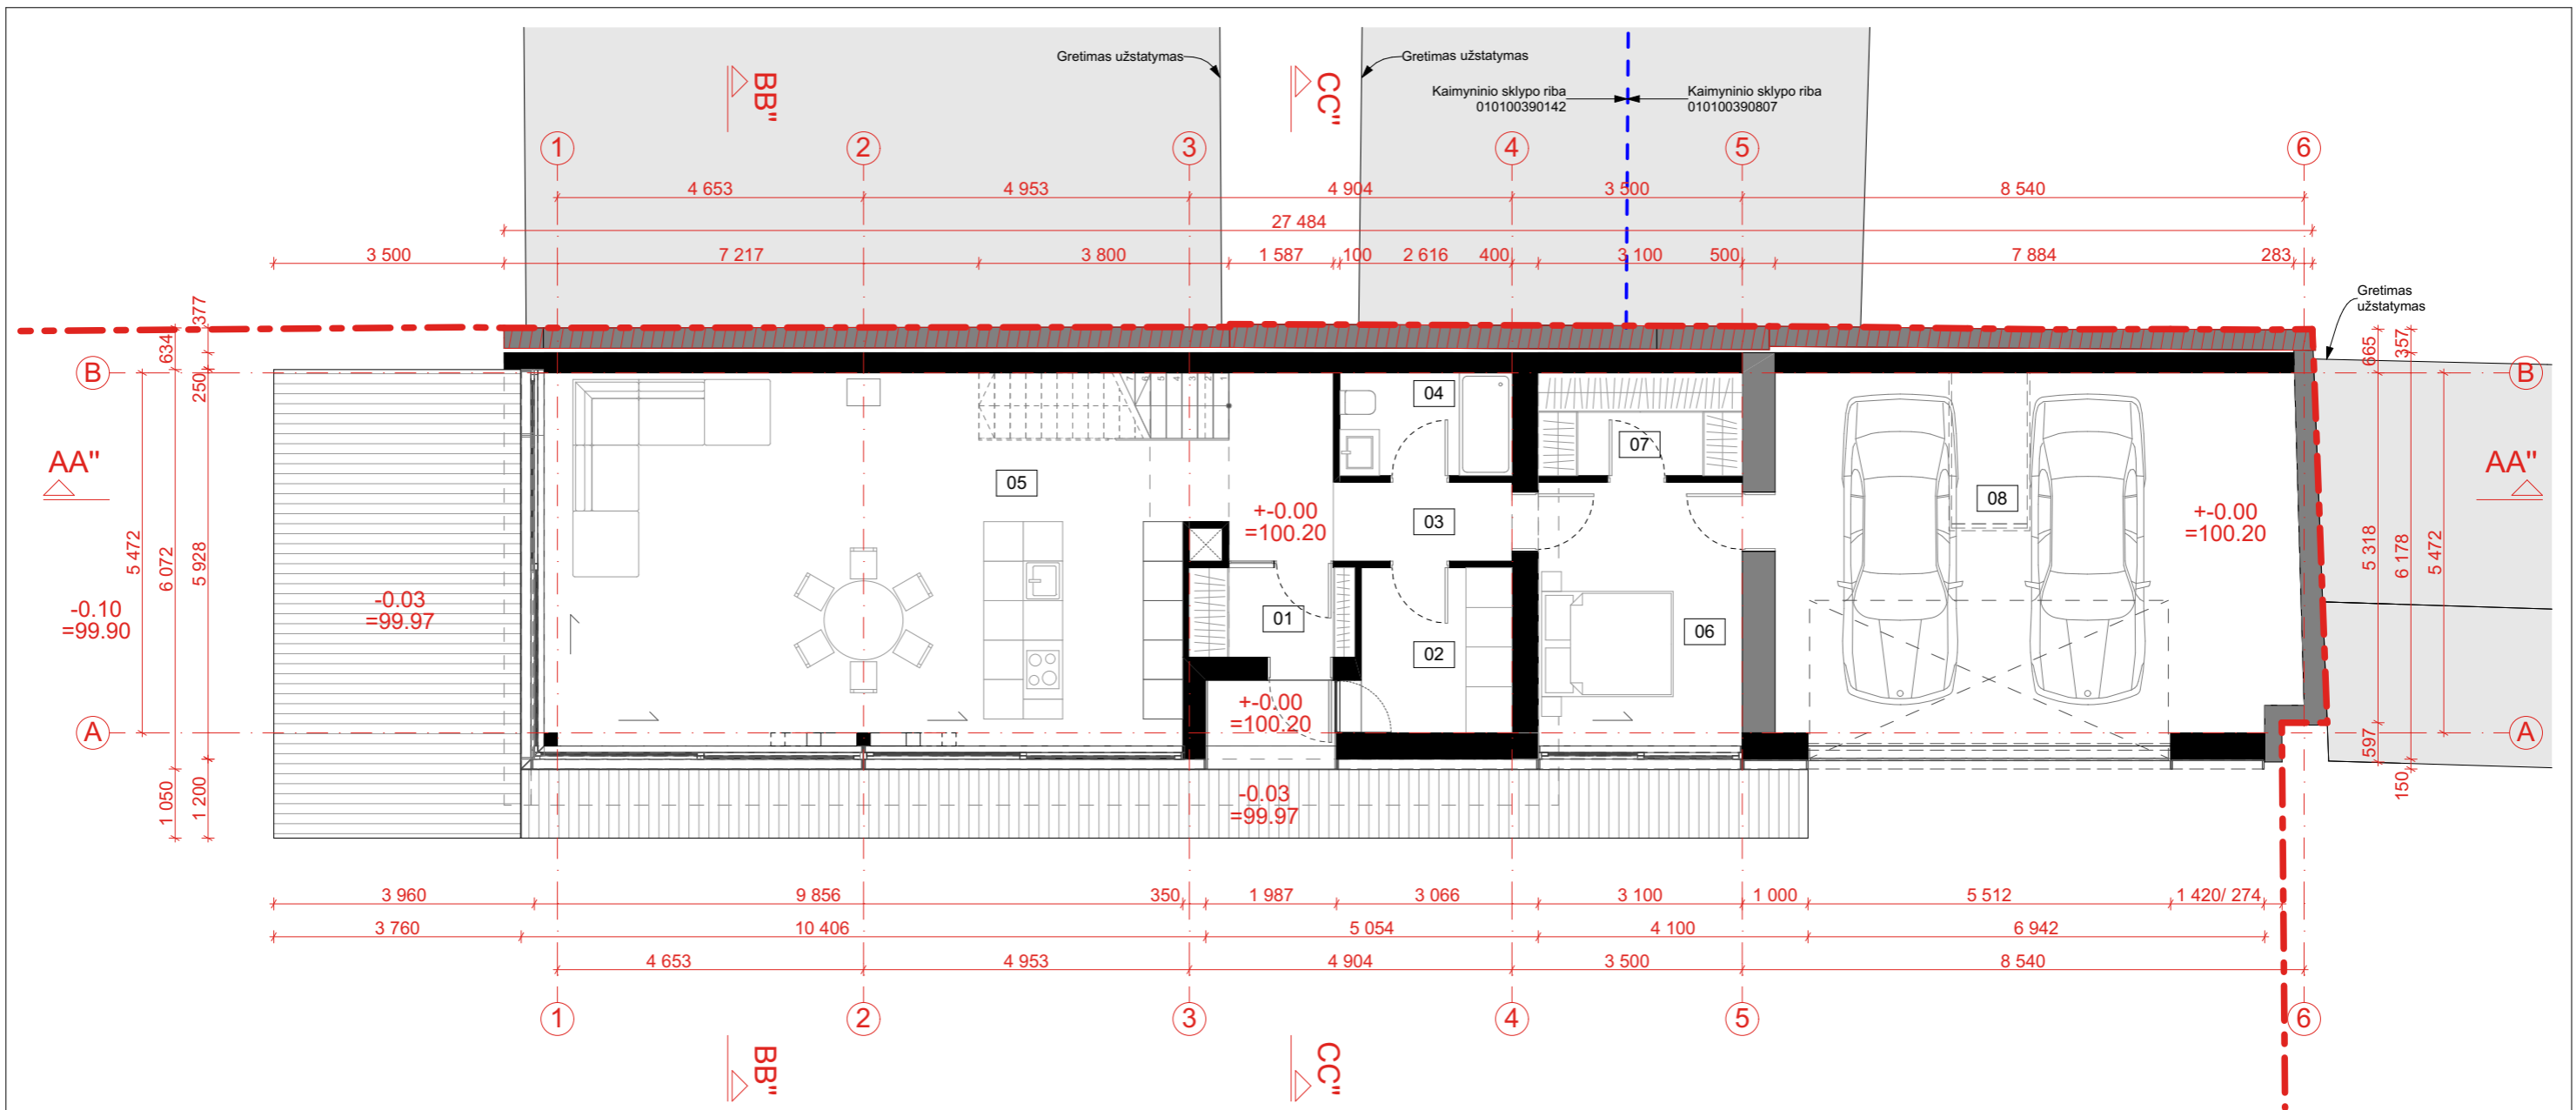 Gretimas užstatymas
Gretimas užstatymas
BB"
CC"
Kaimyninio sklypo riba
010100390142
Kaimyninio sklypo riba
010100390807
1 2 3 4 5 6
4 653 4 953 4 904 3 500 8 540
27 484
3 500 7 217 3 800 1 587 100 2 616 400 3 100 500 7 884 283
Gretimas
užstatymas
377
634
250
665
357
B
B
7 6 5 4 3 2 1
04
07
AA"
AA"
05
08
03
+-0.00
=100.20
+-0.00
=100.20
5 472
6 072
5 928
5 318
6 178
5 472
-0.10
=99.90
-0.03
=99.97
01
06
02
+-0.00
=100.20
A
A
597
150
1 050
1 200
-0.03
=99.97
3 960 9 856 350 1 987 3 066 3 100 1 000 5 512 1 420/ 274
3 760 10 406 5 054 4 100 6 942
4 653 4 953 4 904 3 500 8 540
1 2 3 4 5 6
BB"
CC"